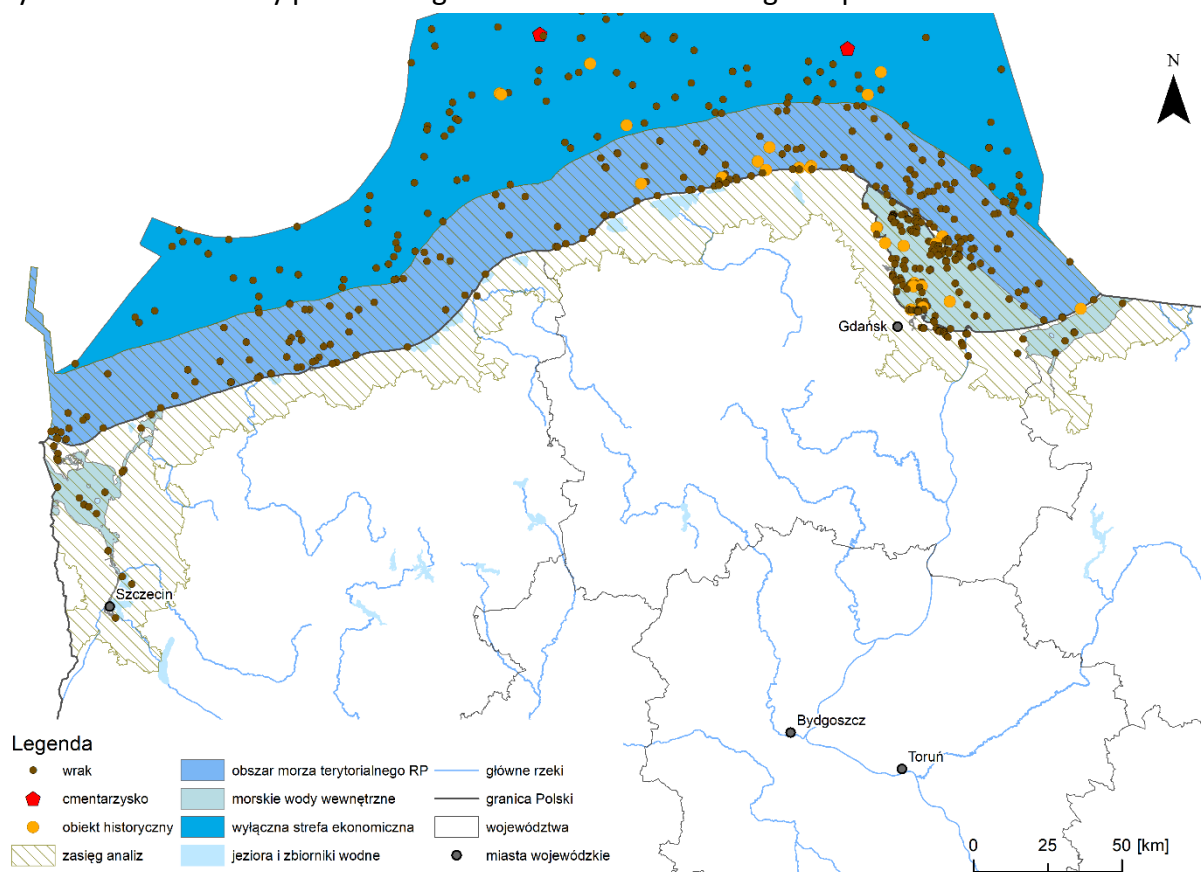 N
Gdańsk
Szczecin
Bydgoszcz
Toruń
Legenda
wrak
cmentarzysko
obiekt historyczny
zasięg analiz
obszar morza terytorialnego RP
morskie wody wewnętrzne
wyłączna strefa ekonomiczna
jeziora i zbiorniki wodne
główne rzeki
granica Polski
województwa
miasta wojewódzkie
0 25 50 [km]